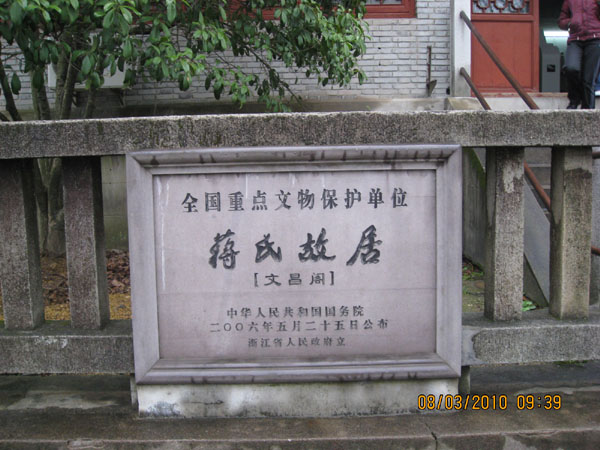 全国重点文物保护单位
蒋氏故居
[文昌阁]
中华人民共和国国务院
二〇〇六年五月二十五日公布
浙江省人民政府立
08/03/2010 09:39